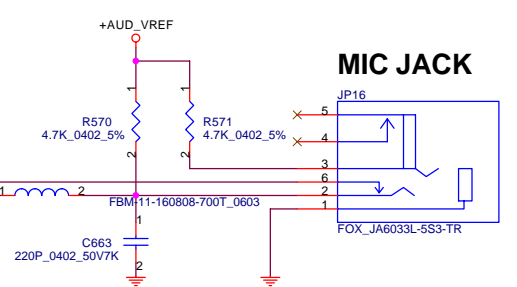 +AUD_VREF
MIC JACK
JP16
1
1
5
R570
4.7K_0402_5%
R571
4.7K_0402_5%
4
2
2
3
6
1
2
2
FBM-11-160808-700T_0603
1
1
FOX_JA6033L-5S3-TR
C663
220P_0402_50V7K
2